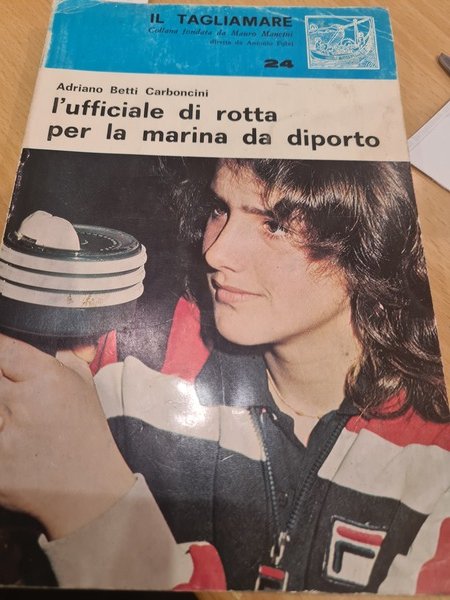 IL TAGLIAMARE
Collana fondata da Mauro Mancini
diretta da Antonio Fulvi
24
Adriano Betti Carboncini
l'ufficiale di rotta
per la marina da diporto
F
FILA